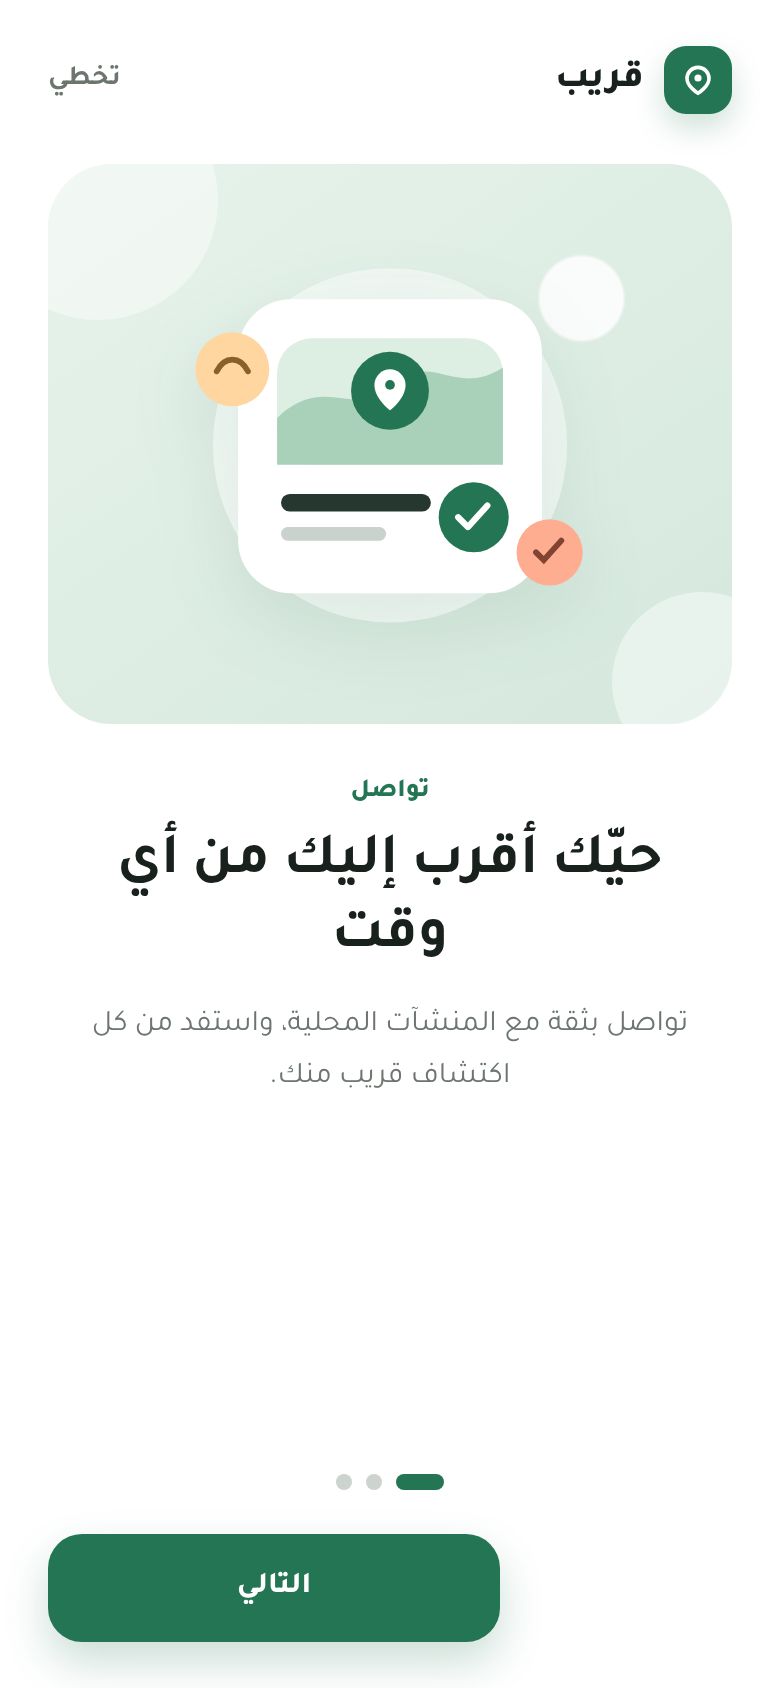 قريب
تخطي
تواصل
حيّك أقرب إليك من أي
وقت
تواصل بثقة مع المنشآت المحلية، واستفد من كل
اكتشاف قريب منك.
التالي